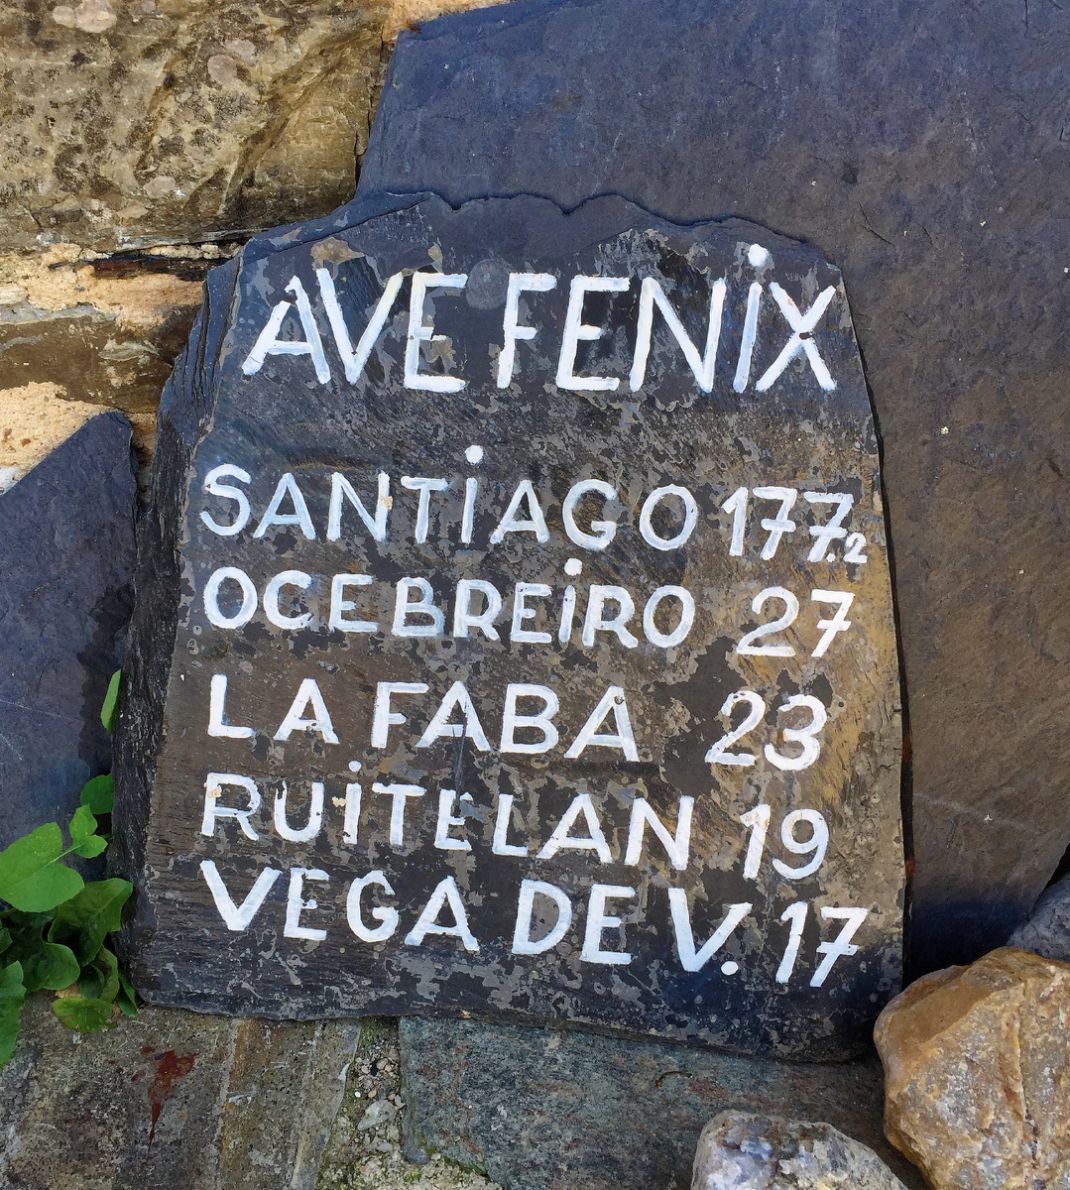 AVE FENiX
SANTiAGO 177.2
OCEBREiRO 27
LA FABA 23
RUiTELAN 19
VEGA DE V. 17